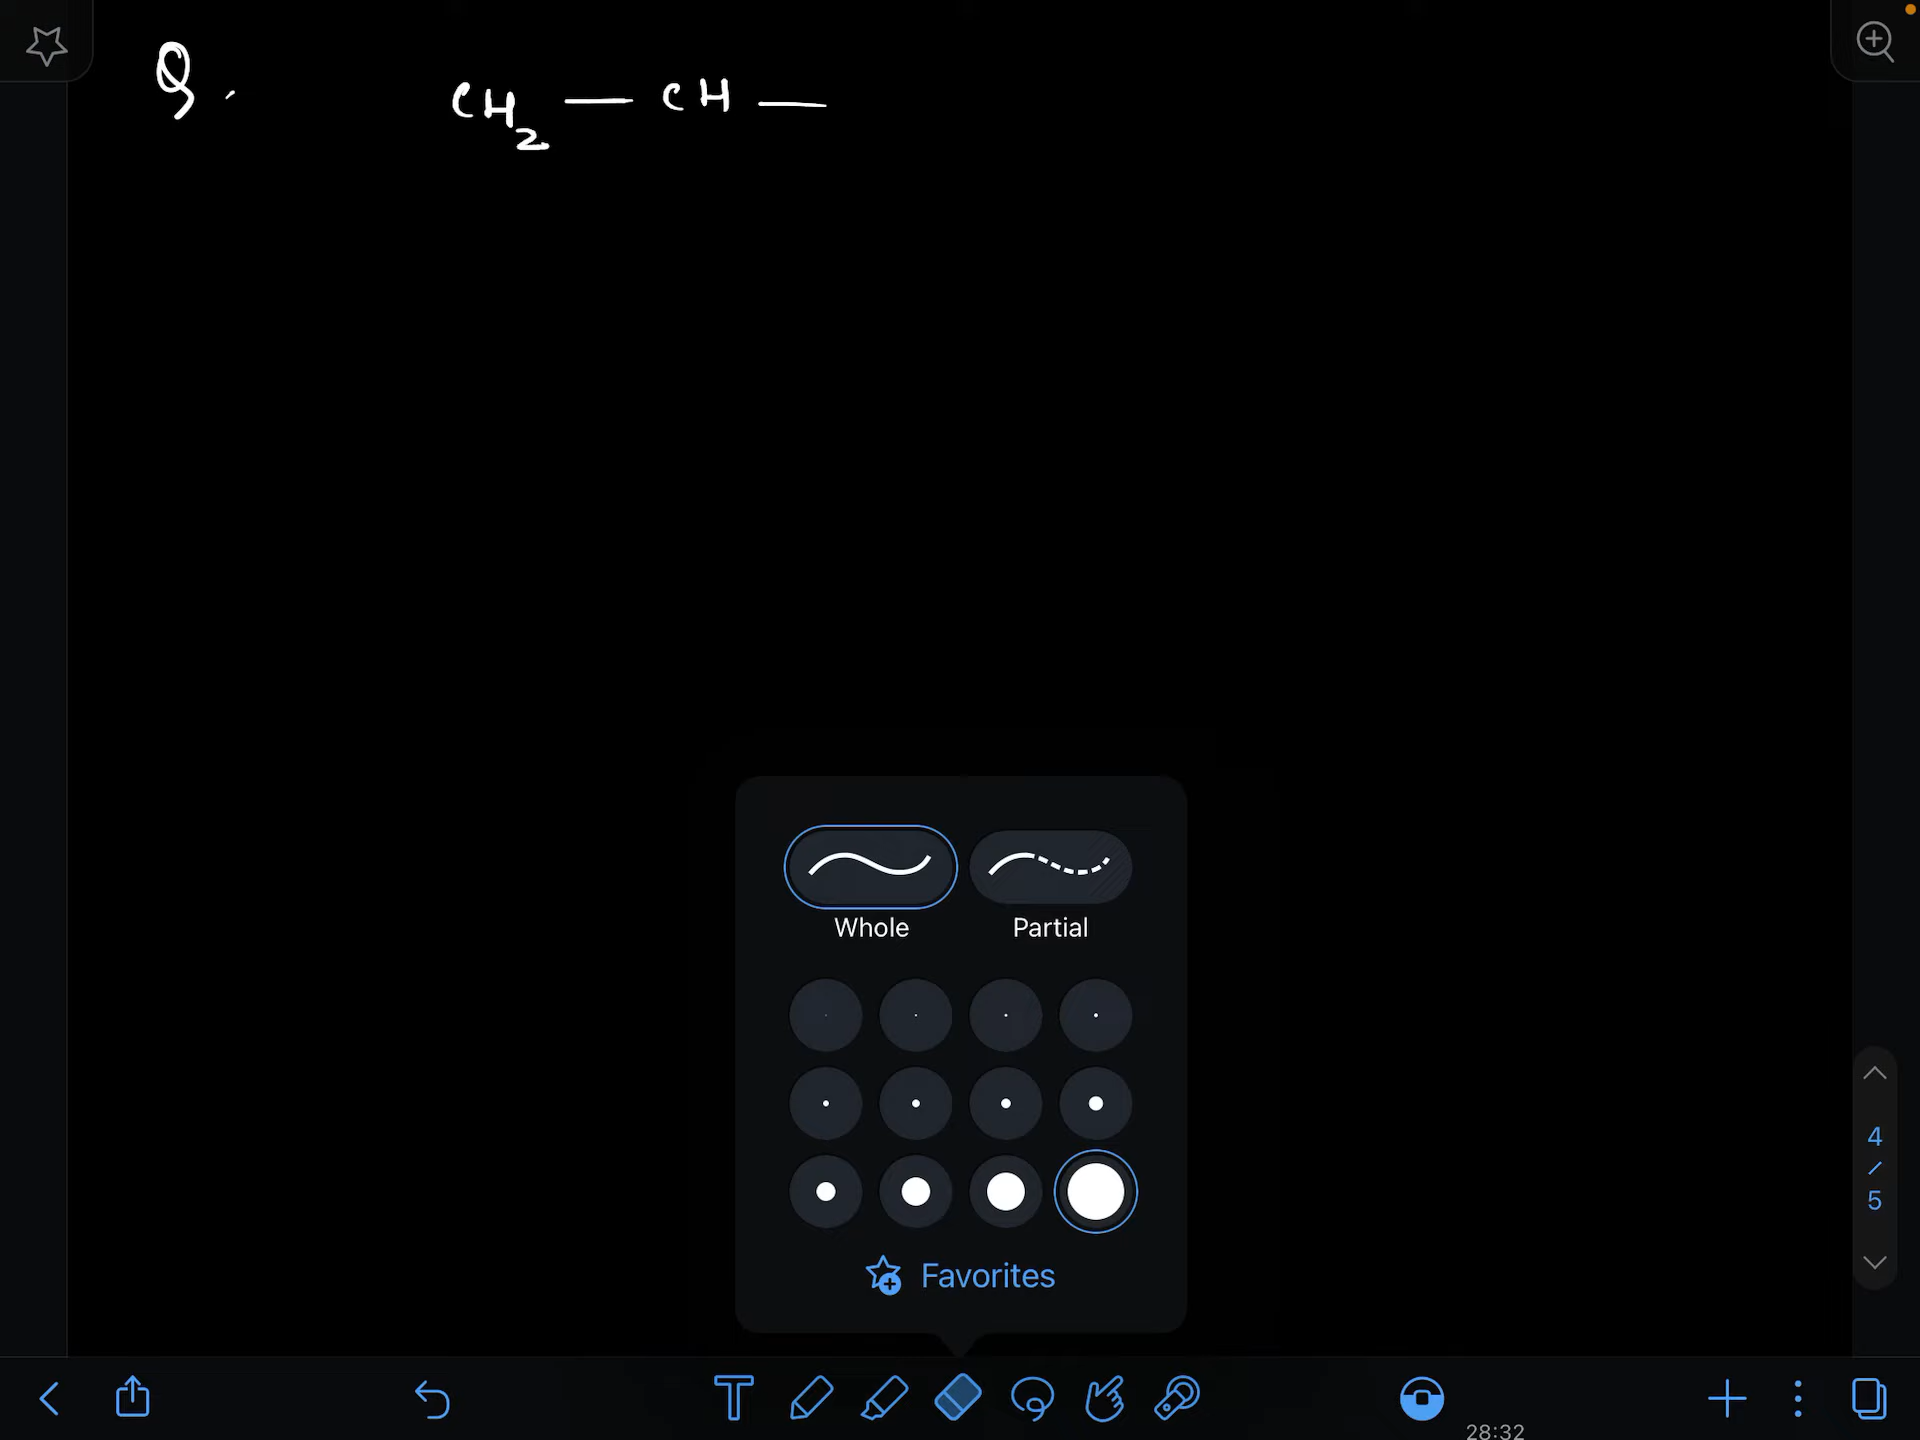 Q. CH₂ — CH —
Whole Partial
Favorites
4
/
5
28:32